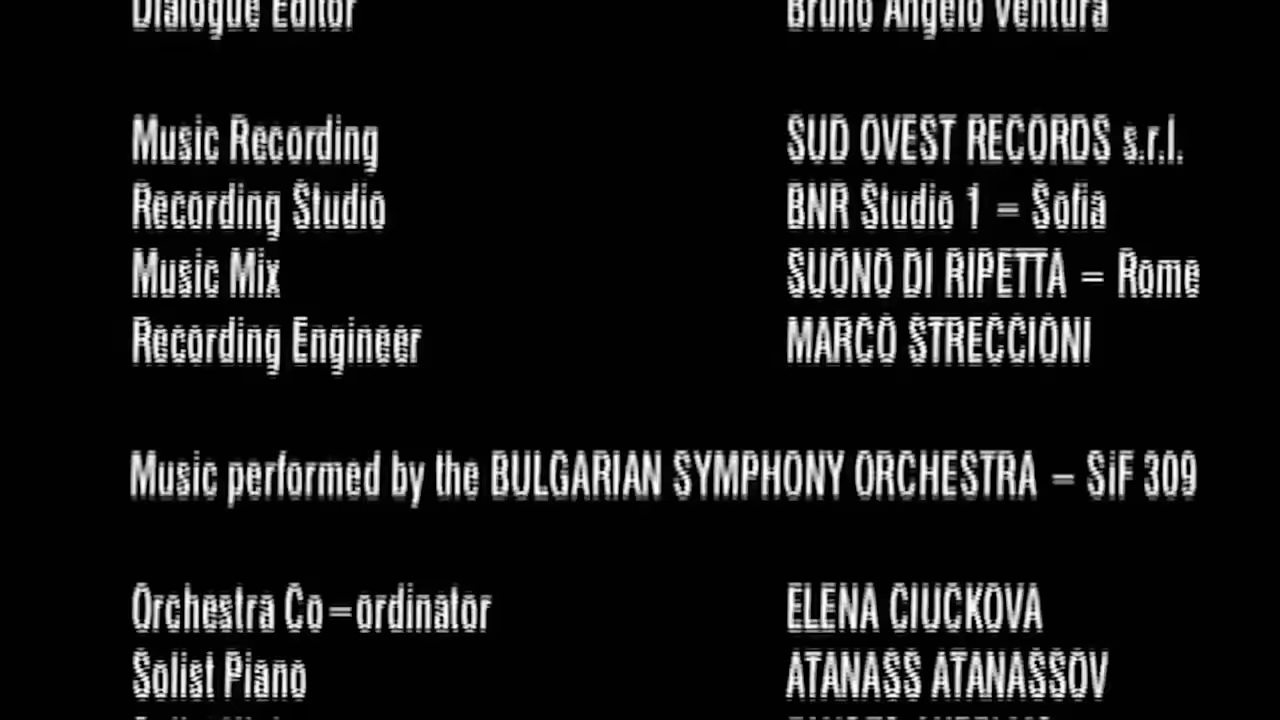 Dialogue Editor Bruno Angelo Ventura
Music Recording SUD OVEST RECORDS s.r.l.
Recording Studio BNR Studio 1 – Sofia
Music Mix SUONO DI RIPETTA – Rome
Recording Engineer MARCO STRECCIONI
Music performed by the BULGARIAN SYMPHONY ORCHESTRA – SiF 309
Orchestra Co-ordinator ELENA CIUCKOVA
Solist Piano ATANASS ATANASSOV